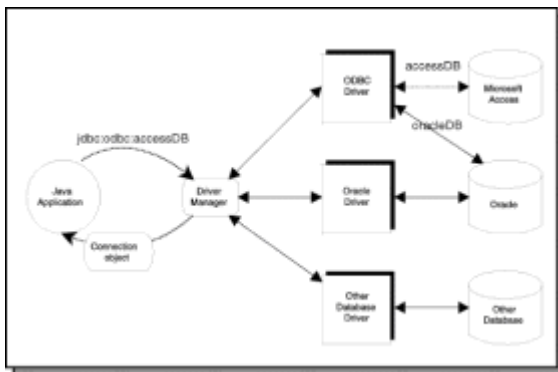 accessDB
ODBC
Driver
Microsoft
Access
oracleDB
jdbc:odbc:accessDB
Java
Application
Driver
Manager
Oracle
Driver
Oracle
Connection
object
Other
Database
Driver
Other
Database